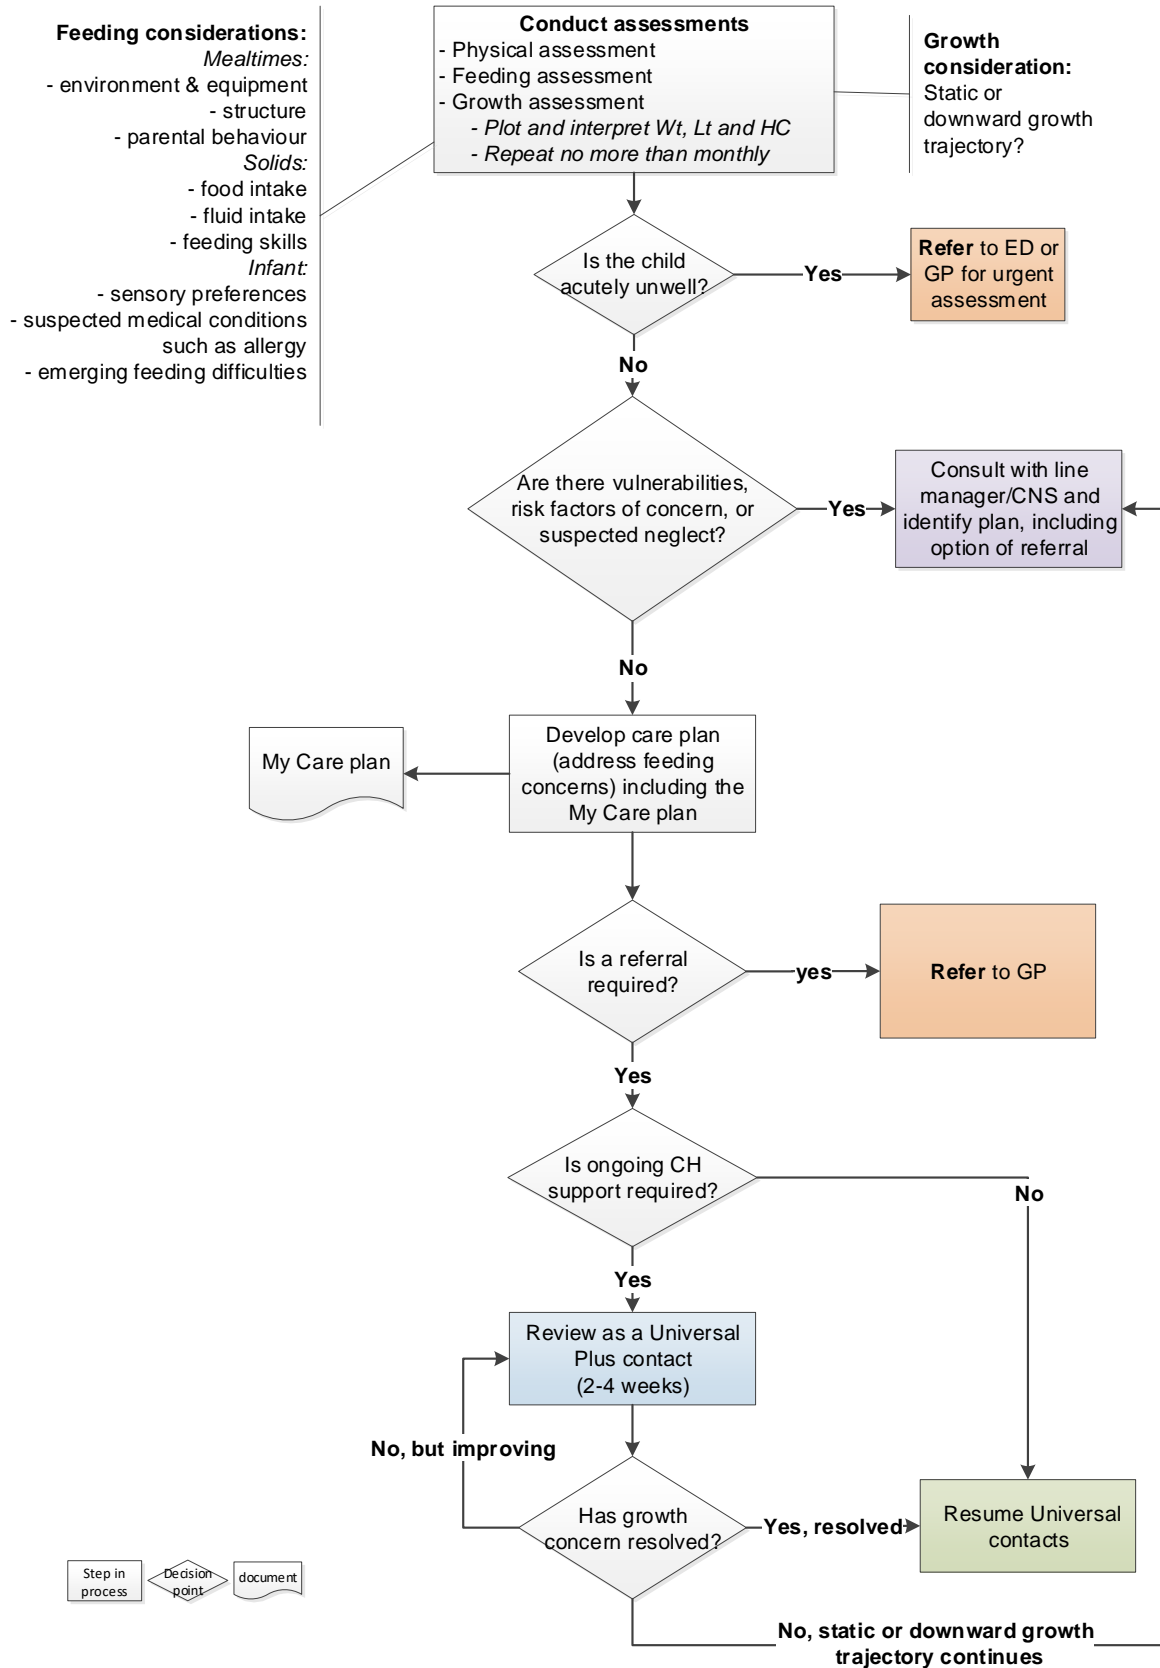 Feeding considerations:
Mealtimes:
- environment & equipment
- structure
- parental behaviour
Solids:
- food intake
- fluid intake
- feeding skills
Infant:
- sensory preferences
- suspected medical conditions
such as allergy
- emerging feeding difficulties
Conduct assessments
- Physical assessment
- Feeding assessment
- Growth assessment
- Plot and interpret Wt, Lt and HC
- Repeat no more than monthly
Growth
consideration:
Static or
downward growth
trajectory?
Is the child
acutely unwell?
Yes
Refer to ED or
GP for urgent
assessment
No
Are there vulnerabilities,
risk factors of concern, or
suspected neglect?
Yes
Consult with line
manager/CNS and
identify plan, including
option of referral
No
My Care plan
Develop care plan
(address feeding
concerns) including the
My Care plan
Is a referral
required?
yes
Refer to GP
Yes
Is ongoing CH
support required?
No
Yes
Review as a Universal
Plus contact
(2-4 weeks)
No, but improving
Has growth
concern resolved?
Yes, resolved
Resume Universal
contacts
Step in
process
Decision
point
document
No, static or downward growth
trajectory continues